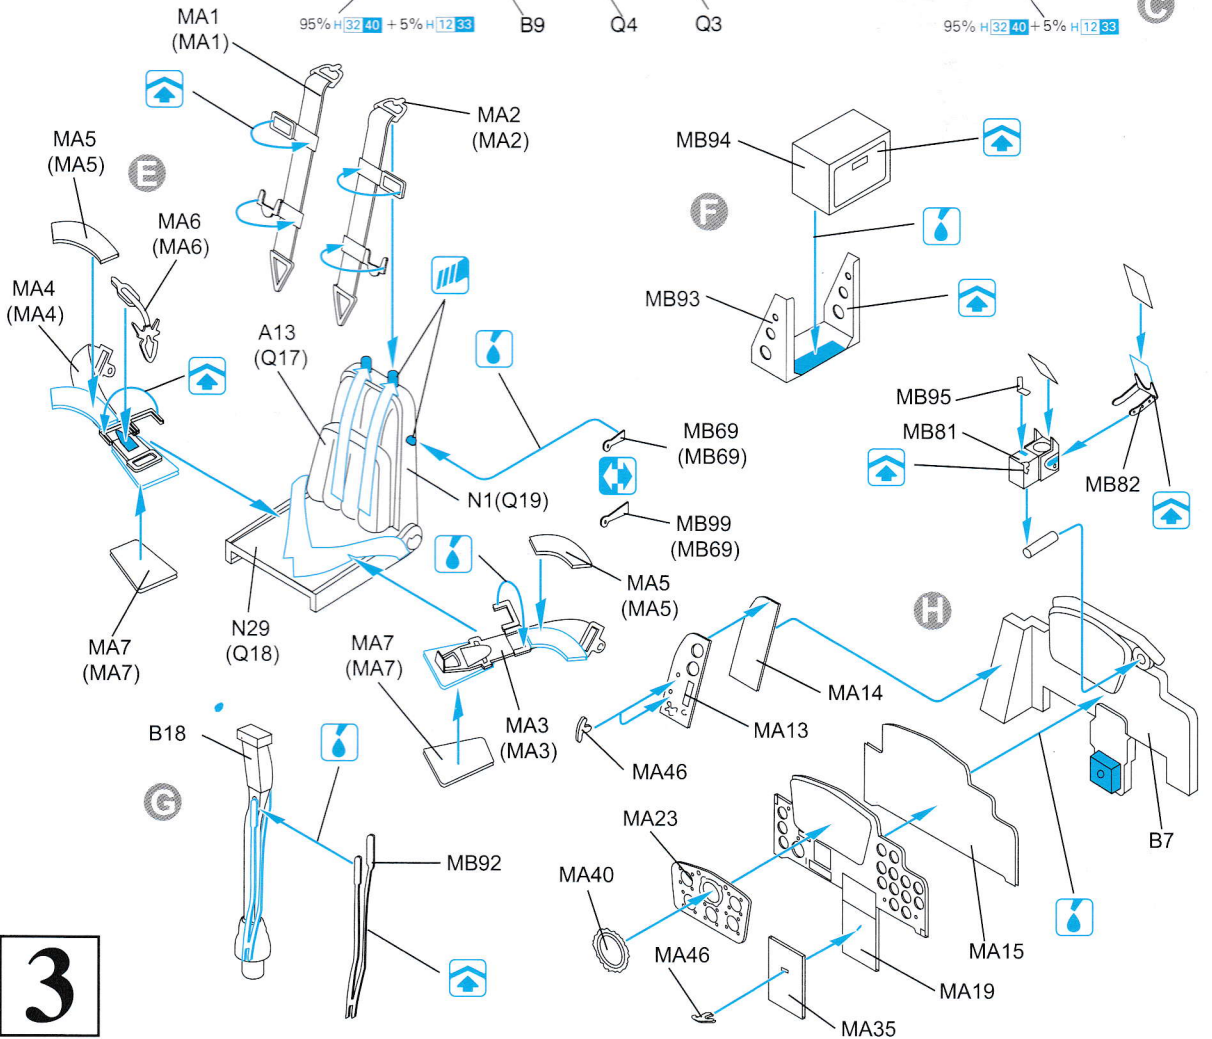 95% H 32 40 + 5% H 12 33
B9
Q4
Q3
95% H 32 40 + 5% H 12 33
C
MA1
(MA1)
MA2
(MA2)
MA5
(MA5)
E
MA6
(MA6)
MA4
(MA4)
A13
(Q17)
MB94
F
MB93
MB95
MB81
MB82
MB69
(MB69)
N1(Q19)
MB99
(MB69)
MA5
(MA5)
MA7
(MA7)
N29
(Q18)
MA7
(MA7)
MA3
(MA3)
H
MA14
MA13
MA46
B18
G
MB92
MA23
MA40
MA46
B7
MA15
MA19
MA35
3